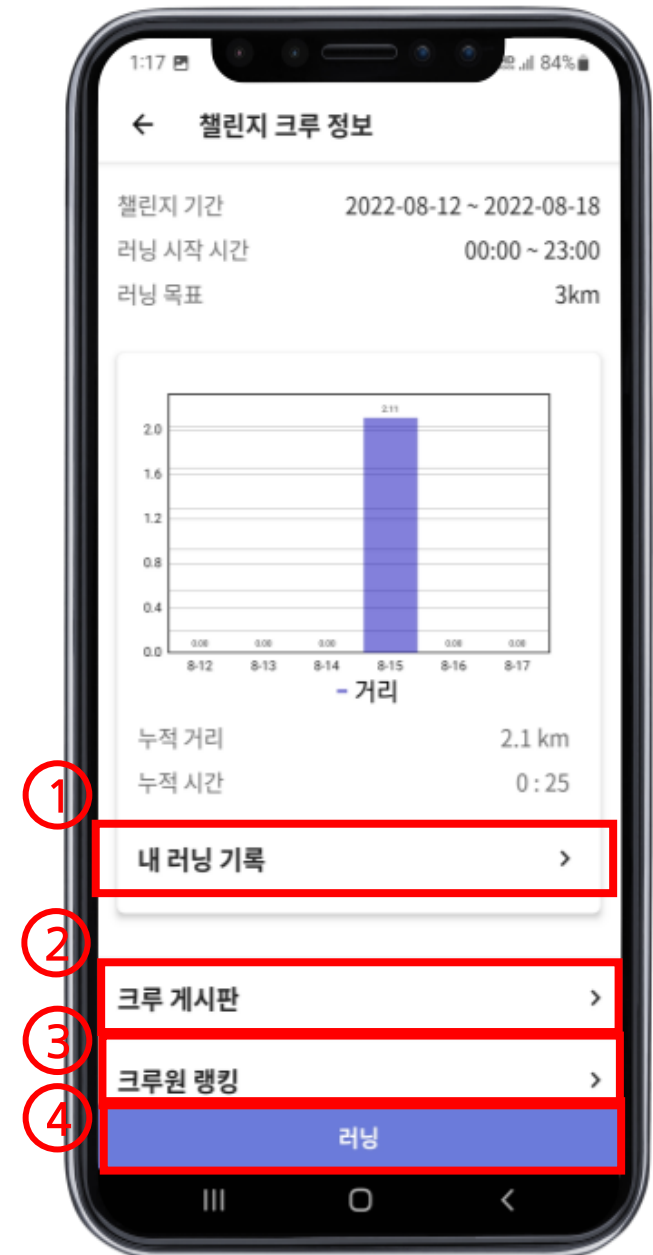 1:17 84%
← 챌린지 크루 정보
챌린지 기간 2022-08-12 ~ 2022-08-18
러닝 시작 시간 00:00 ~ 23:00
러닝 목표 3km
2.11
2.0
1.6
1.2
0.8
0.4
0.0
0.00 0.00 0.00 0.00 0.00
8-12 8-13 8-14 8-15 8-16 8-17
거리
누적 거리 2.1 km
누적 시간 0 : 25
1
내 러닝 기록 >
2
크루 게시판 >
3
크루원 랭킹 >
4
러닝